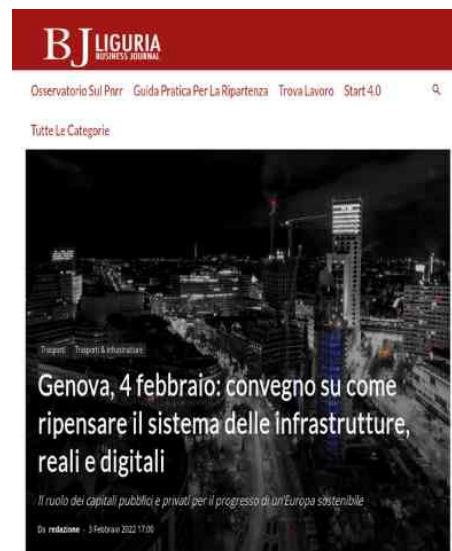 BJ LIGURIA
BUSINESS JOURNAL
Osservatorio Sul Pnrr Guida Pratica Per La Ripartenza Trova Lavoro Start 4.0
Tutte Le Categorie
Trasporti Trasporti & infrastrutture
Genova, 4 febbraio: convegno su come
ripensare il sistema delle infrastrutture,
reali e digitali
Il ruolo dei capitali pubblici e privati per il progresso di un'Europa sostenibile
Da redazione - 3 Febbraio 2022 17:00